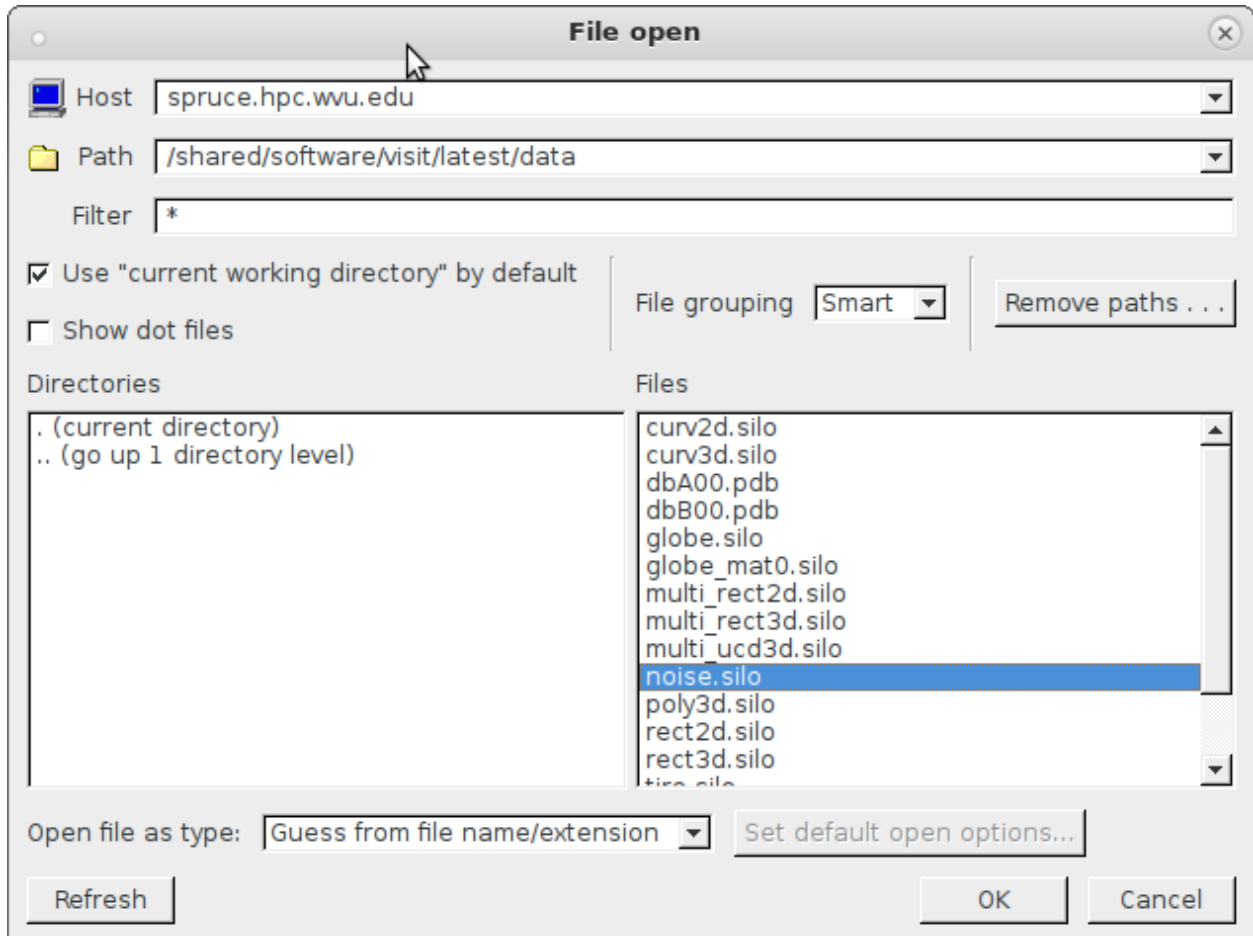 File open
Host spruce.hpc.wvu.edu
Path /shared/software/visit/latest/data
Filter *
Use "current working directory" by default
Show dot files
File grouping Smart
Remove paths . . .
Directories
. (current directory)
.. (go up 1 directory level)
Files
curv2d.silo
curv3d.silo
dbA00.pdb
dbB00.pdb
globe.silo
globe_mat0.silo
multi_rect2d.silo
multi_rect3d.silo
multi_ucd3d.silo
noise.silo
poly3d.silo
rect2d.silo
rect3d.silo
Open file as type: Guess from file name/extension
Set default open options...
Refresh
OK
Cancel